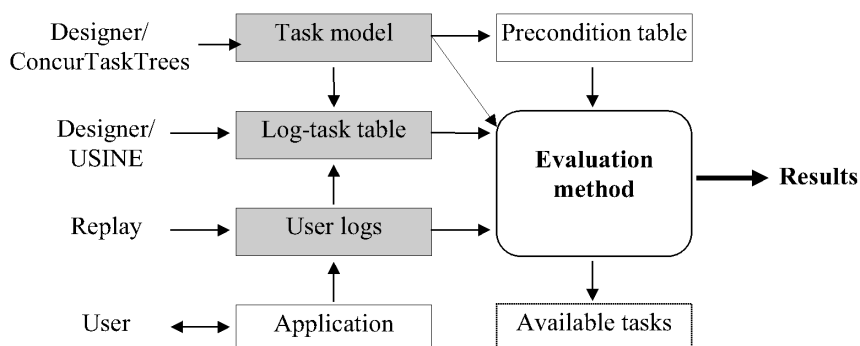 Designer/
ConcurTaskTrees
Task model
Precondition table
Designer/
USINE
Log-task table
Evaluation
method
Results
Replay
User logs
User
Application
Available tasks